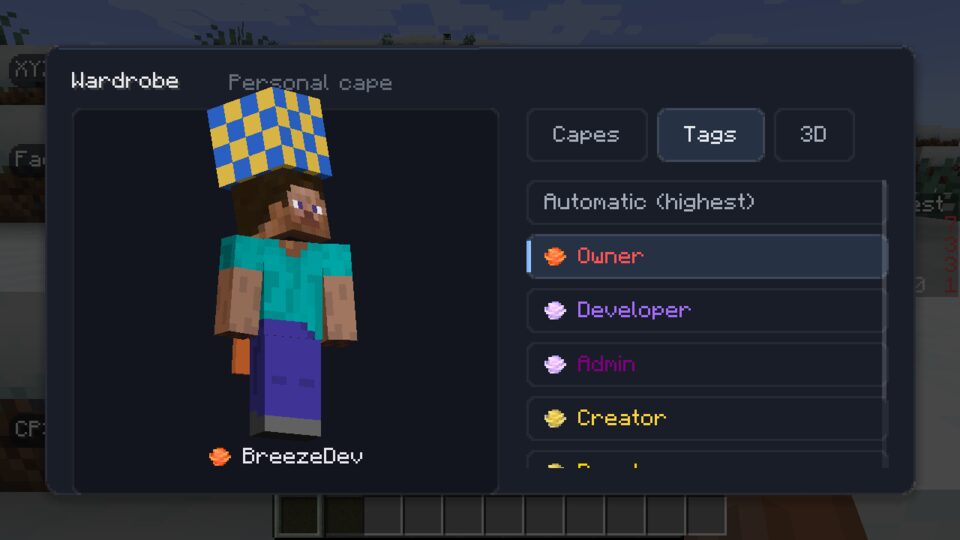 Wardrobe
Personal cape
Capes
Tags
3D
Automatic (highest)
Owner
Developer
Admin
Creator
BreezeDev